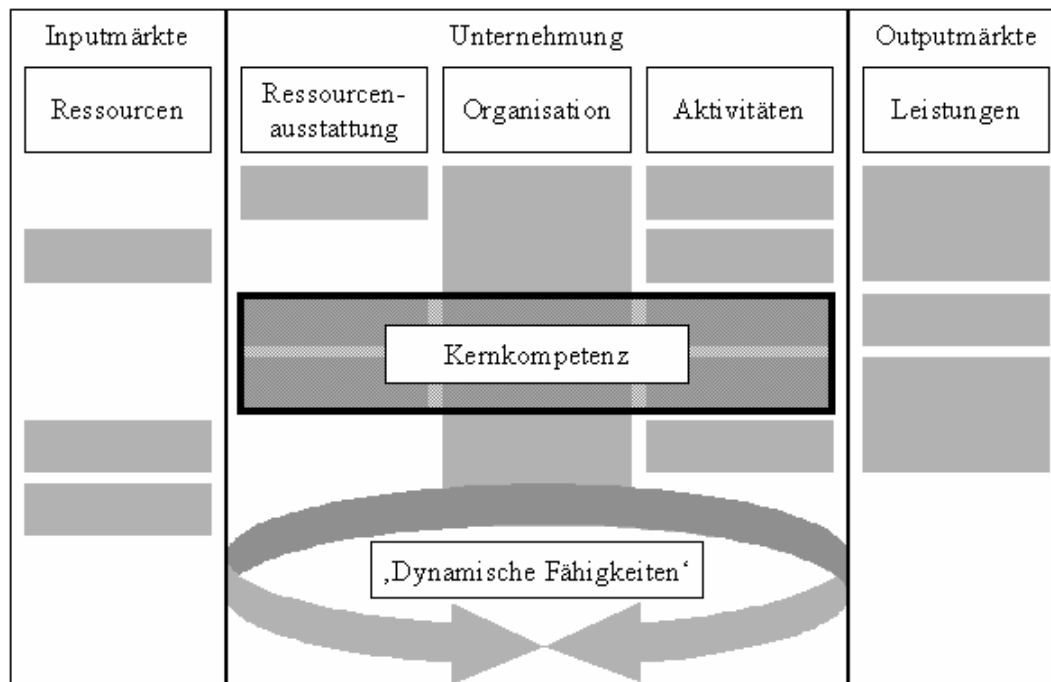 Inputmärkte
Unternehmung
Outputmärkte
Ressourcen
Ressourcen-
ausstattung
Organisation
Aktivitäten
Leistungen
Kernkompetenz
‚Dynamische Fähigkeiten‘